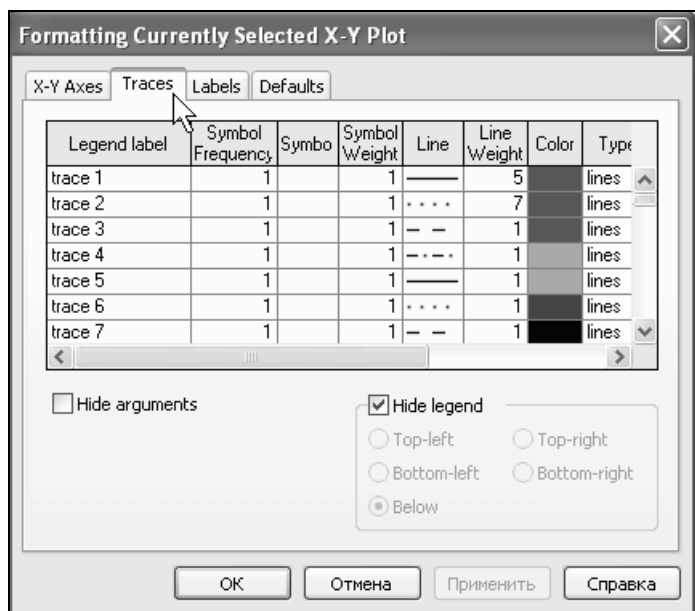 Formatting Currently Selected X-Y Plot
X-Y Axes Traces Labels Defaults
Legend label Symbol Frequency Symbo Symbol Weight Line Line Weight Color Type
trace 1 1 1 5 lines
trace 2 1 1 7 lines
trace 3 1 1 1 lines
trace 4 1 1 1 lines
trace 5 1 1 1 lines
trace 6 1 1 1 lines
trace 7 1 1 1 lines
Hide arguments
Hide legend
Top-left Top-right
Bottom-left Bottom-right
Below
OK Отмена Применить Справка